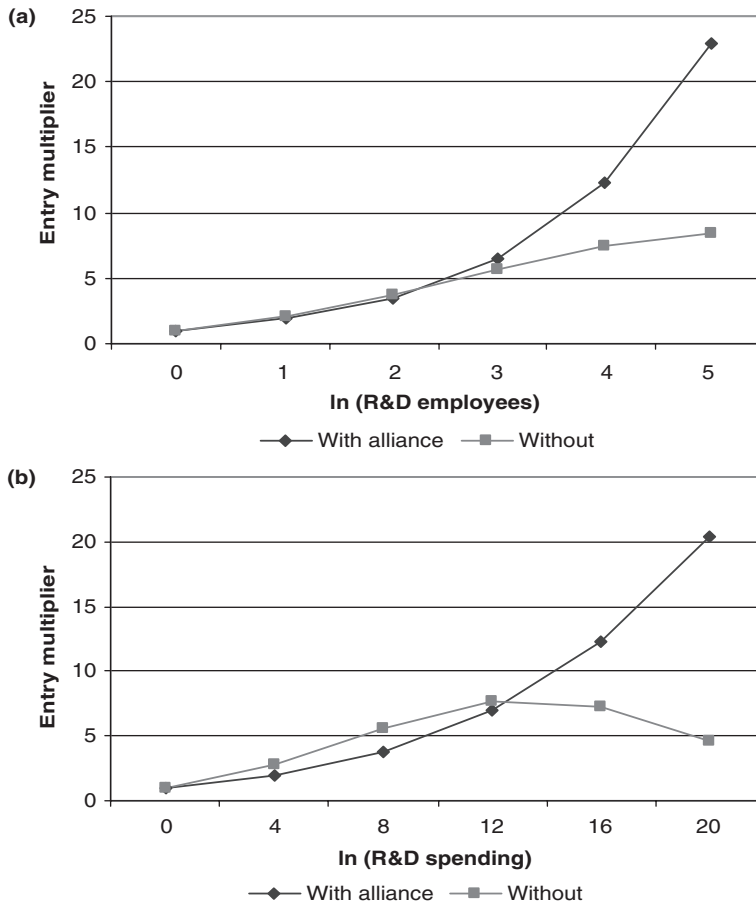 (a)
25
20
15
10
5
0
Entry multiplier
0 1 2 3 4 5
ln (R&D employees)
With alliance Without
(b)
25
20
15
10
5
0
Entry multiplier
0 4 8 12 16 20
ln (R&D spending)
With alliance Without